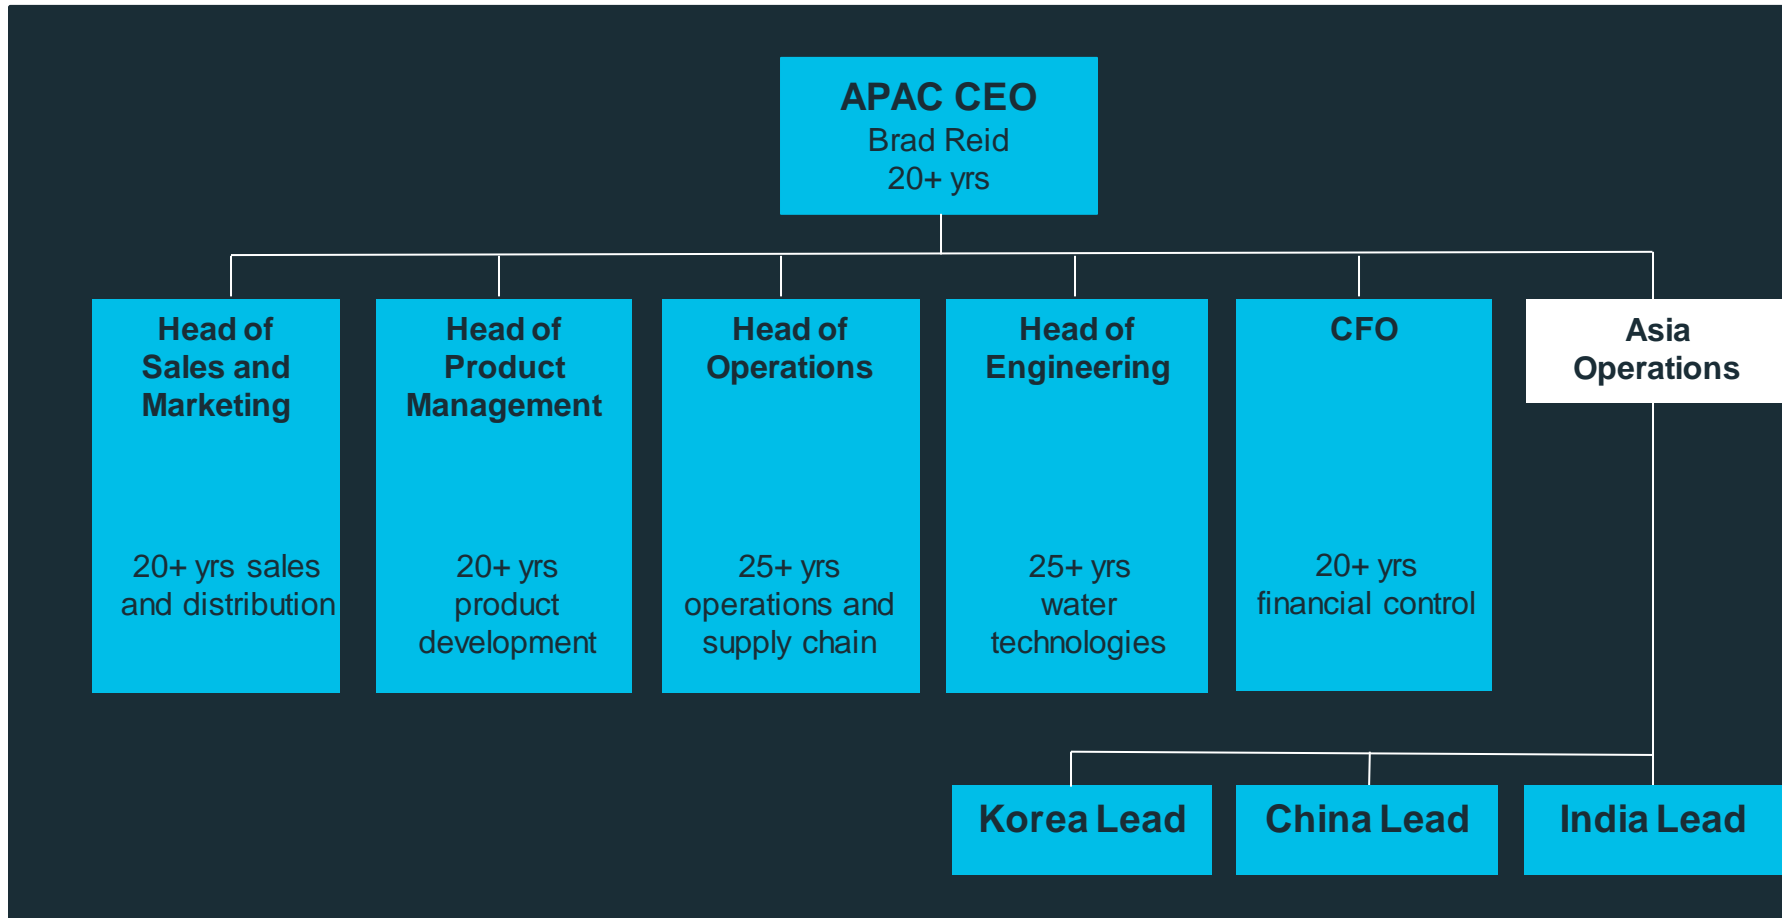 APAC CEO
Brad Reid
20+ yrs
Head of
Sales and
Marketing
20+ yrs sales
and distribution
Head of
Product
Management
20+ yrs
product
development
Head of
Operations
25+ yrs
operations and
supply chain
Head of
Engineering
25+ yrs
water
technologies
CFO
20+ yrs
financial control
Asia
Operations
Korea Lead
China Lead
India Lead